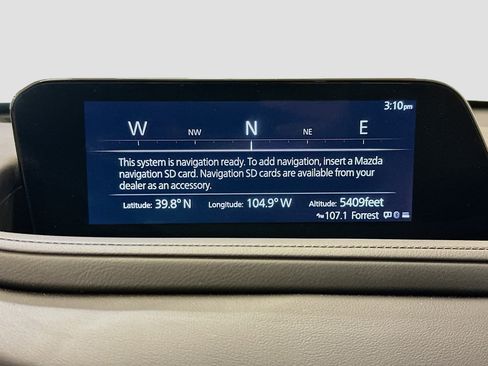 3:10pm
W NW N NE E
This system is navigation ready. To add navigation, insert a Mazda
navigation SD card. Navigation SD cards are available from your
dealer as an accessory.
Latitude: 39.8° N Longitude: 104.9° W Altitude: 5409feet
107.1 Forrest